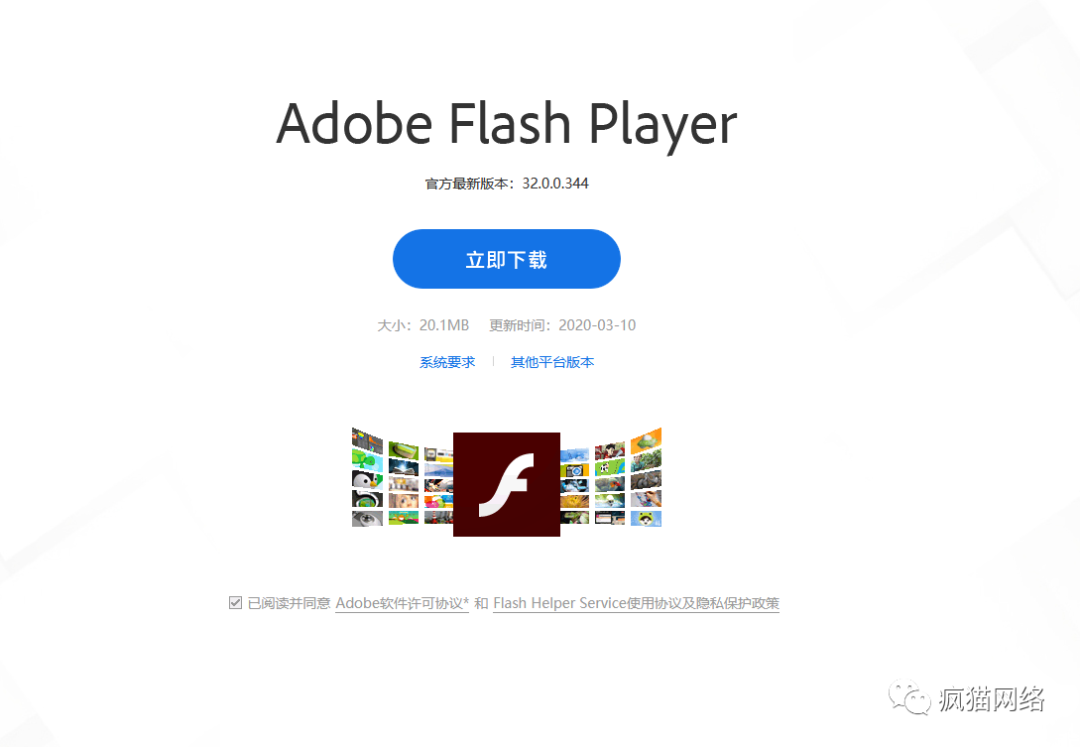 Adobe Flash Player
官方最新版本：32.0.0.344
立即下载
大小：20.1MB 更新时间：2020-03-10
系统要求 | 其他平台版本
已阅读并同意 Adobe软件许可协议* 和 Flash Helper Service使用协议及隐私保护政策
疯猫网络